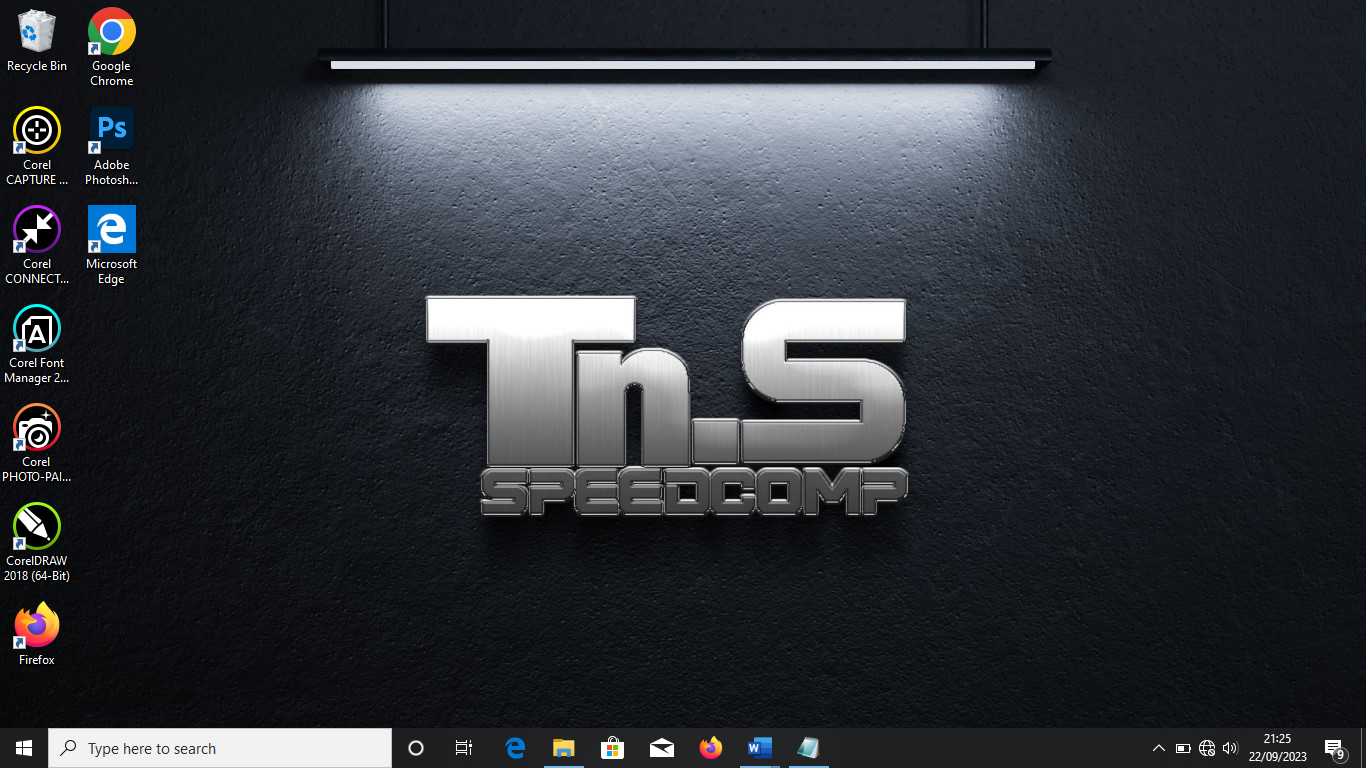 Recycle Bin
Google
Chrome
Corel
CAPTURE ...
Ps
Adobe
Photosh...
Corel
CONNECT...
Microsoft
Edge
A
Corel Font
Manager 2...
Corel
PHOTO-PAI...
CorelDRAW
2018 (64-Bit)
Firefox
Tn.S
SPEEDCOMP
Type here to search
W
21:25
22/09/2023
9